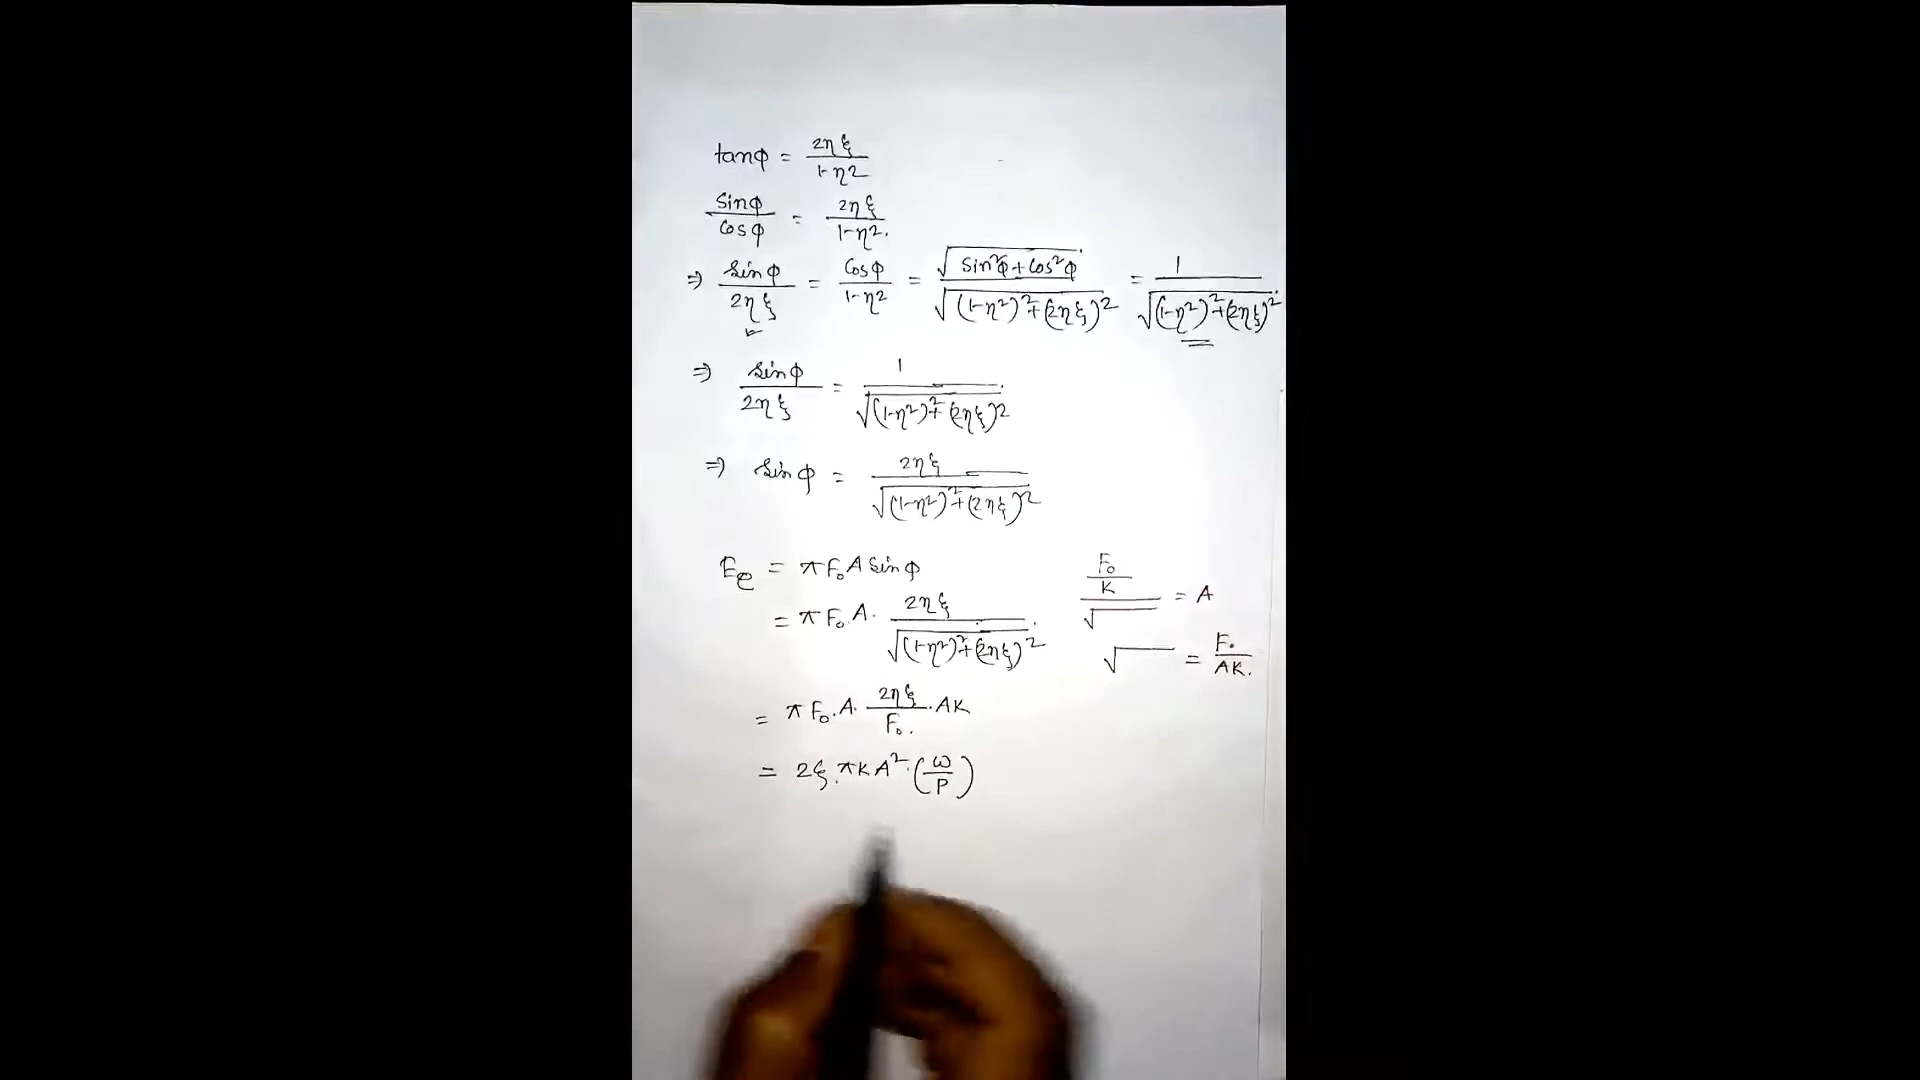 tanφ = 2ηξ / 1-η2
Sinφ / Cosφ = 2ηξ / 1-η2.
⇒ Sinφ / 2ηξ = Cosφ / 1-η2 = √(Sin²φ+Cos²φ) / √((1-η²)²+(2ηξ)²) = 1 / √((1-η²)²+(2ηξ)²)
⇒ Sinφ / 2ηξ = 1 / √((1-η²)²+(2ηξ)²)
⇒ Sinφ = 2ηξ / √((1-η²)²+(2ηξ)²)
Ee = πF₀A Sinφ
= πF₀A. 2ηξ / √((1-η²)²+(2ηξ)²)
= πF₀.A. 2ηξ / F₀. .AK
= 2ξ.πKA².(ω/P)
F₀/K / √ = A
√ = F₀ / AK.